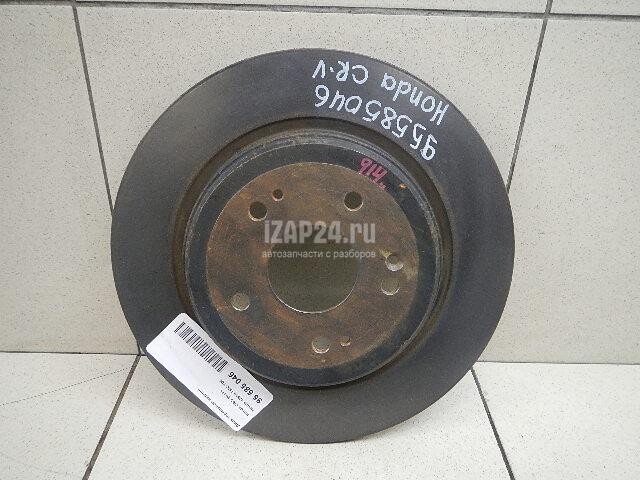 95585046
Honda CR-V
914
IZAP24.ru
автозапчасти с разборов
95 585 046